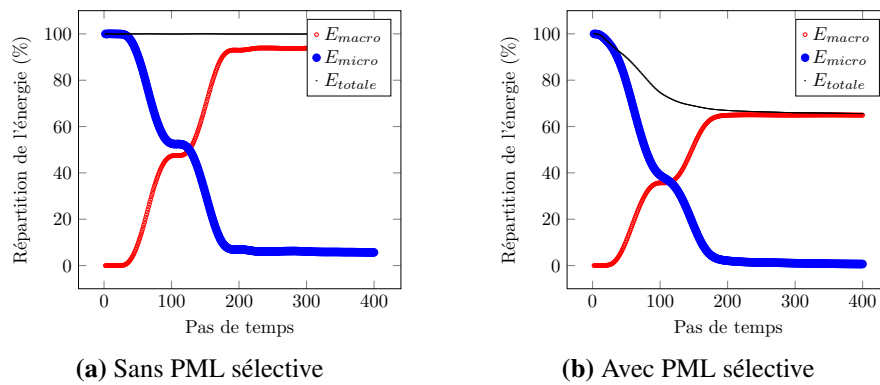 Répartition de l'énergie (%)
100
80
60
40
20
0
0
100
200
300
400
Pas de temps
E_macro
E_micro
E_totale
(a) Sans PML sélective
Répartition de l'énergie (%)
100
80
60
40
20
0
0
100
200
300
400
Pas de temps
E_macro
E_micro
E_totale
(b) Avec PML sélective